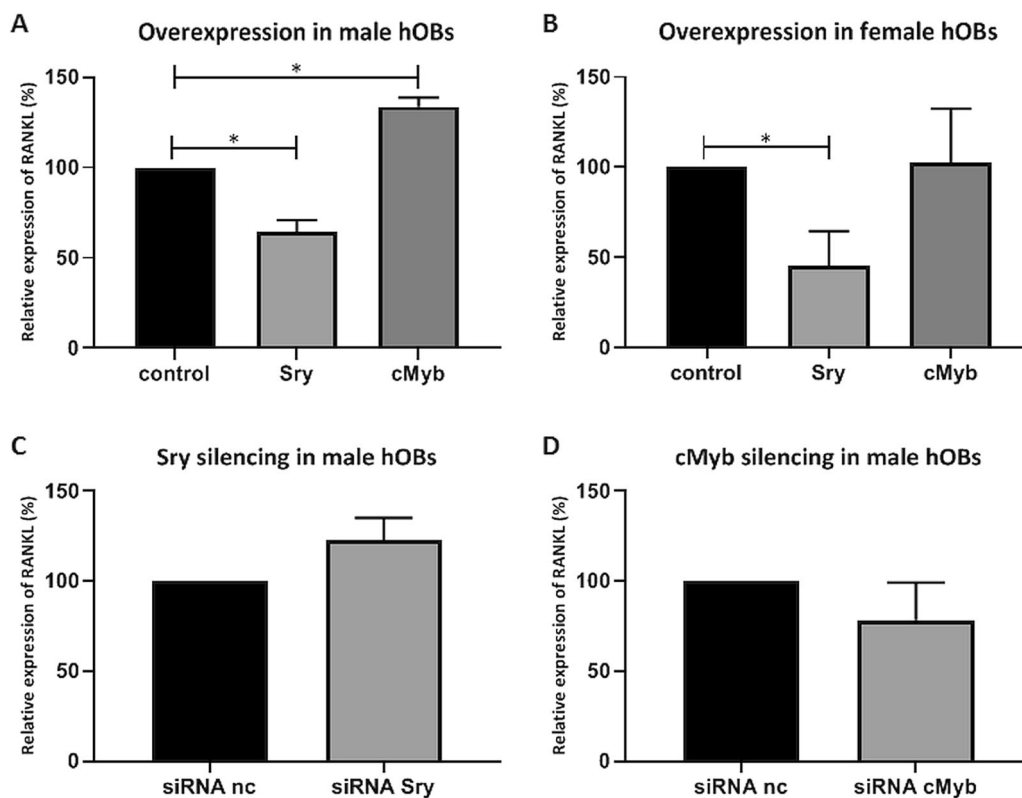 A
Overexpression in male hOBs
Relative expression of RANKL (%)
150
100
50
0
*
*
control Sry cMyb
B
Overexpression in female hOBs
Relative expression of RANKL (%)
150
100
50
0
*
control Sry cMyb
C
Sry silencing in male hOBs
Relative expression of RANKL (%)
150
100
50
0
siRNA nc siRNA Sry
D
cMyb silencing in male hOBs
Relative expression of RANKL (%)
150
100
50
0
siRNA nc siRNA cMyb